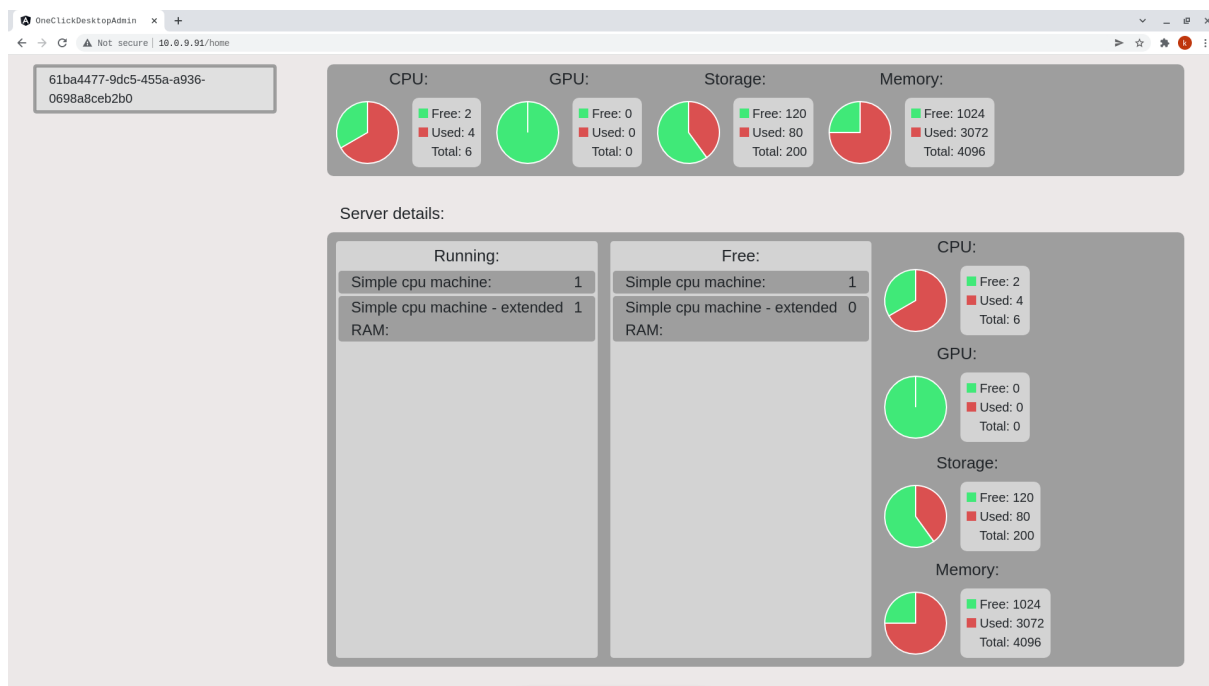 OneClickDesktopAdmin
Not secure
10.0.9.91/home
k
61ba4477-9dc5-455a-a936-
0698a8ceb2b0
CPU:
Free: 2
Used: 4
Total: 6
GPU:
Free: 0
Used: 0
Total: 0
Storage:
Free: 120
Used: 80
Total: 200
Memory:
Free: 1024
Used: 3072
Total: 4096
Server details:
Running:
Simple cpu machine: 1
Simple cpu machine - extended 1
RAM:
Free:
Simple cpu machine: 1
Simple cpu machine - extended 0
RAM:
CPU:
Free: 2
Used: 4
Total: 6
GPU:
Free: 0
Used: 0
Total: 0
Storage:
Free: 120
Used: 80
Total: 200
Memory:
Free: 1024
Used: 3072
Total: 4096